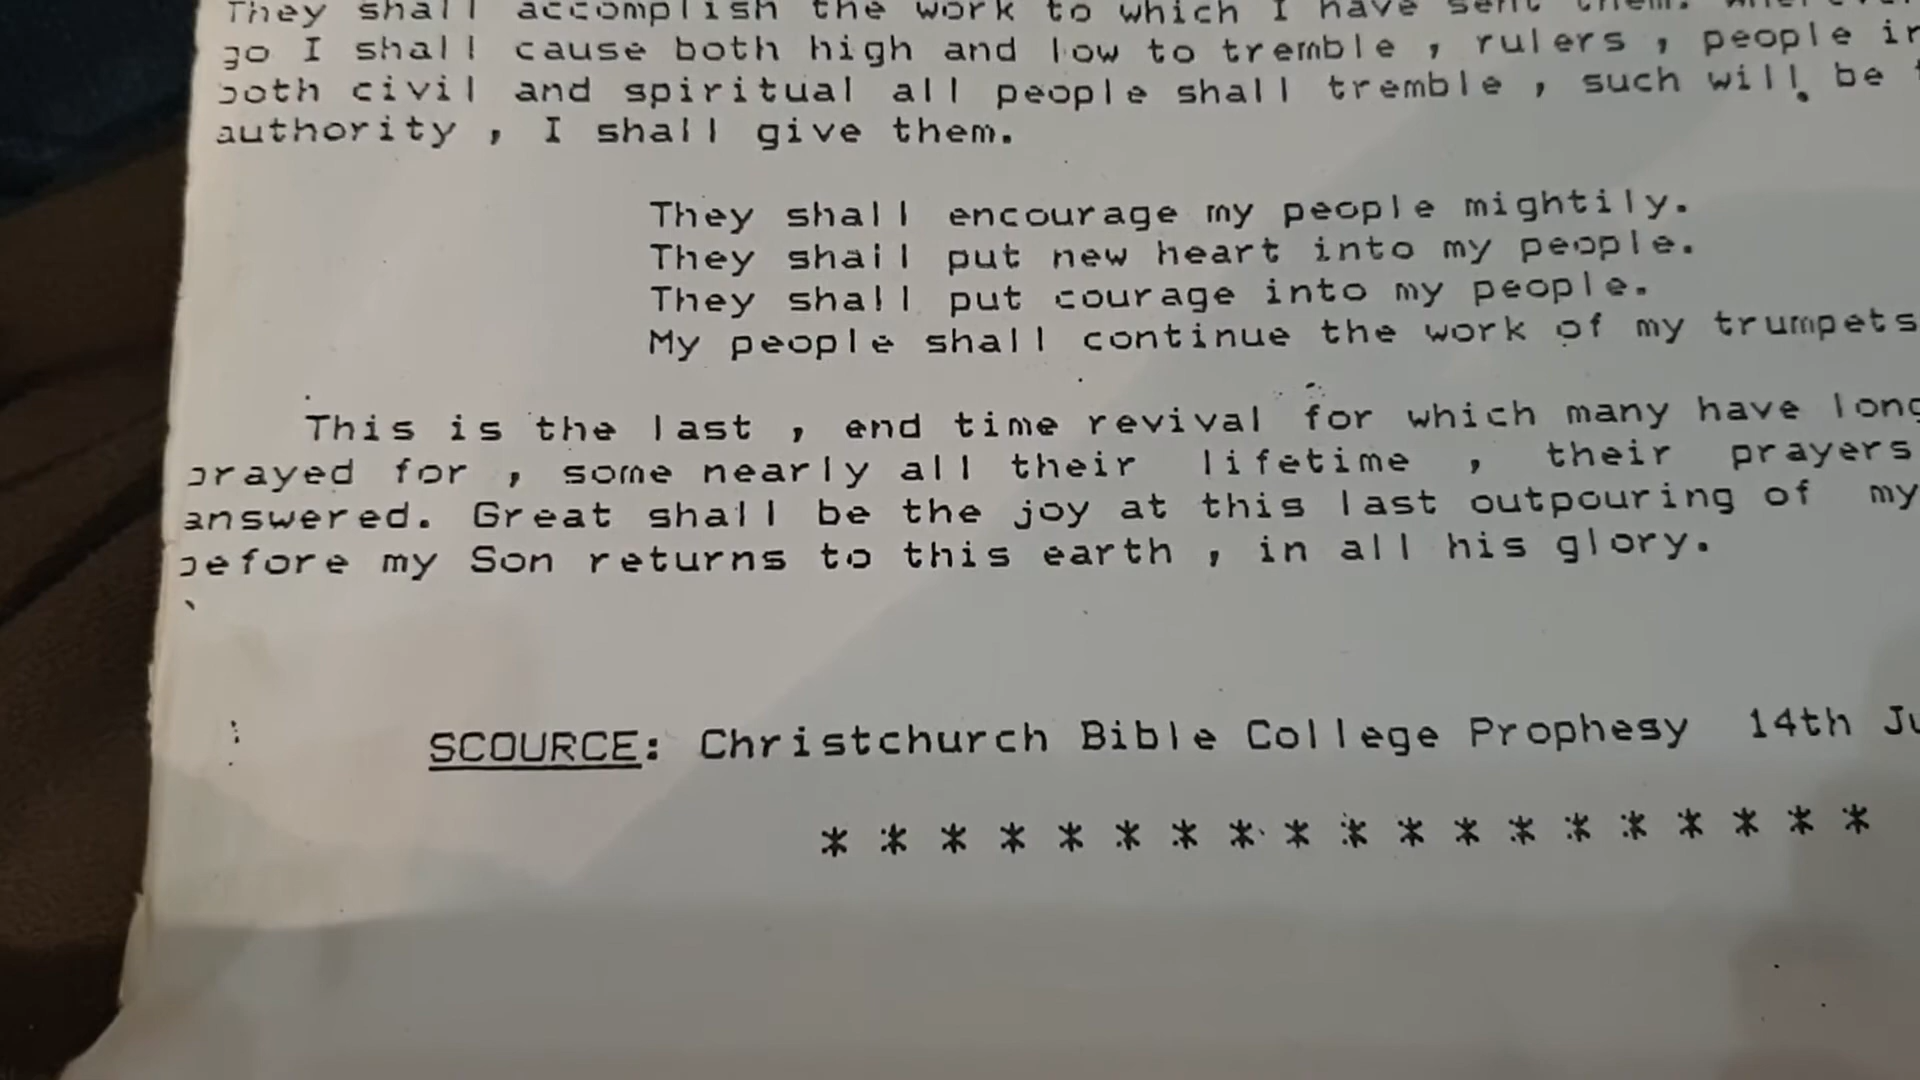 They shall accomplish the work to which I have sent them.
go I shall cause both high and low to tremble , rulers , people in
both civil and spiritual all people shall tremble , such will be
authority , I shall give them.
They shall encourage my people mightily.
They shall put new heart into my people.
They shall put courage into my people.
My people shall continue the work of my trumpets
This is the last , end time revival for which many have long
prayed for , some nearly all their lifetime , their prayers
answered. Great shall be the joy at this last outpouring of my
before my Son returns to this earth , in all his glory.
SCOURCE: Christchurch Bible College Prophesy 14th Ju
* * * * * * * * * * * * * * * * * * *